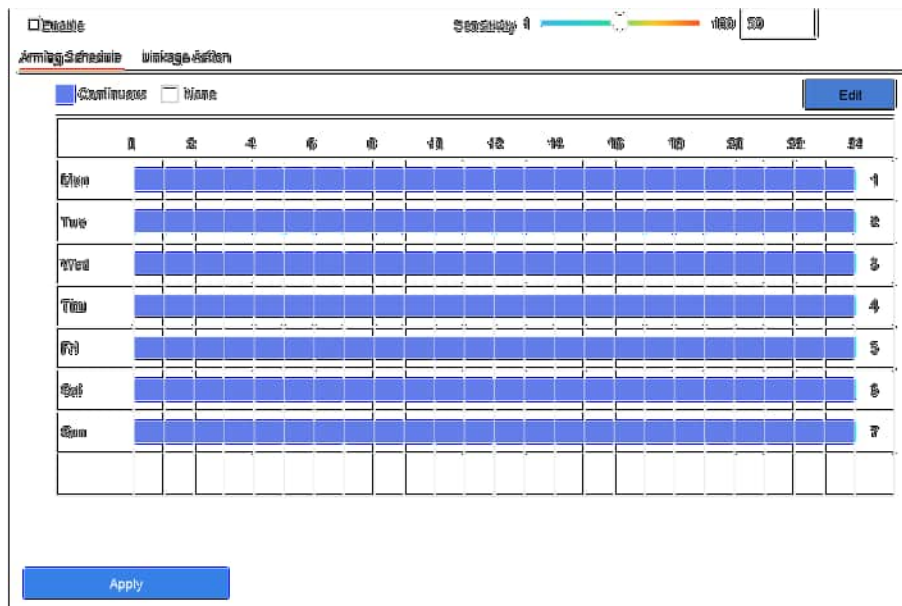 Enable Sensitivity 1 100 50
Arming Schedule Linkage Action
Continuous None Edit
0 2 4 6 8 10 12 14 16 18 20 22 24
Mon 1
Tue 2
Wed 3
Thu 4
Fri 5
Sat 6
Sun 7
Apply